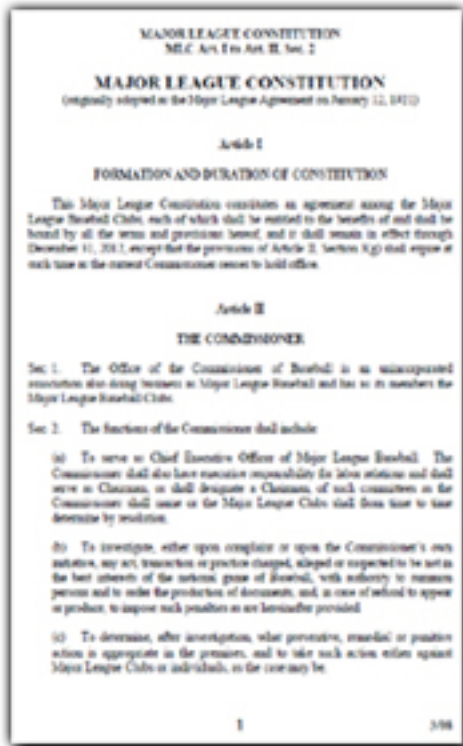 MAJOR LEAGUE CONSTITUTION
MLC Art. I to Art. II, Sec. 2
MAJOR LEAGUE CONSTITUTION
(originally adopted as the Major League Agreement on January 12, 1921)
Article I
FORMATION AND DURATION OF CONSTITUTION
This Major League Constitution constitutes an agreement among the Major
League Baseball Clubs, each of which shall be entitled to the benefits of and shall be
bound by all the terms and provisions hereof, and it shall remain in effect through
December 31, 2012, except that the provisions of Article II, Section 8(g) shall expire at
such time as the current Commissioner ceases to hold office.
Article II
THE COMMISSIONER
Sec. 1. The Office of the Commissioner of Baseball is an unincorporated
association also doing business as Major League Baseball and has as its members the
Major League Baseball Clubs.
Sec. 2. The functions of the Commissioner shall include:
(a) To serve as Chief Executive Officer of Major League Baseball. The
Commissioner shall also have executive responsibility for labor relations and shall
serve as Chairman, or shall designate a Chairman, of such committees as the
Commissioner shall name or the Major League Clubs shall from time to time
determine by resolution.
(b) To investigate, either upon complaint or upon the Commissioner's own
initiative, any act, transaction or practice charged, alleged or suspected to be not in
the best interests of the national game of Baseball, with authority to summon
persons and to order the production of documents, and, in case of refusal to appear
or produce, to impose such penalties as are hereinafter provided.
(c) To determine, after investigation, what preventive, remedial or punitive
action is appropriate in the premises, and to take such action either against
Major League Clubs or individuals, as the case may be.
1